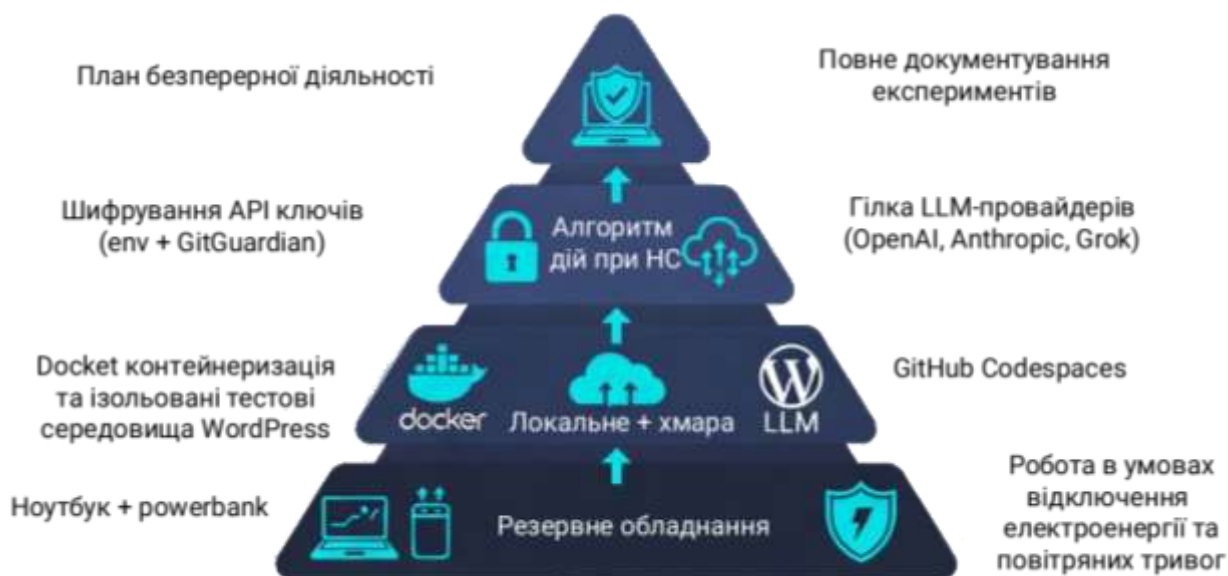 План безперерної діяльності
Повне документування
експериментів
Шифрування API ключів
(env + GitGuardian)
Алгоритм
дій при НС
Гілка LLM-провайдерів
(OpenAI, Anthropic, Grok)
Docket контейнеризація
та ізольовані тестові
середовища WordPress
docker
Локальне + хмара
LLM
GitHub Codespaces
Ноутбук + powerbank
Резервне обладнання
Робота в умовах
відключення
електроенергії та
повітряних тривог